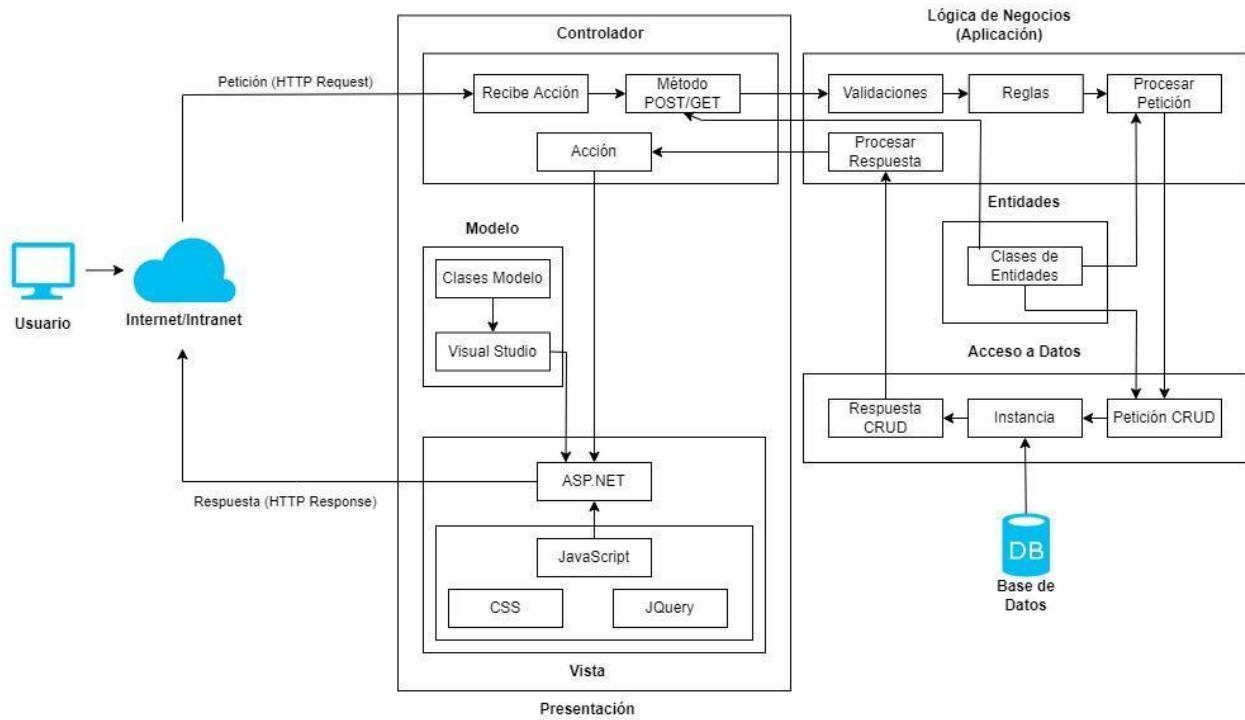 Lógica de Negocios
(Aplicación)
Controlador
Petición (HTTP Request)
Recibe Acción
Método
POST/GET
Validaciones
Reglas
Procesar
Petición
Acción
Procesar
Respuesta
Entidades
Modelo
Clases de
Entidades
Clases Modelo
Usuario
Internet/Intranet
Visual Studio
Acceso a Datos
Respuesta
CRUD
Instancia
Petición CRUD
ASP.NET
Respuesta (HTTP Response)
JavaScript
DB
CSS
JQuery
Base de
Datos
Vista
Presentación